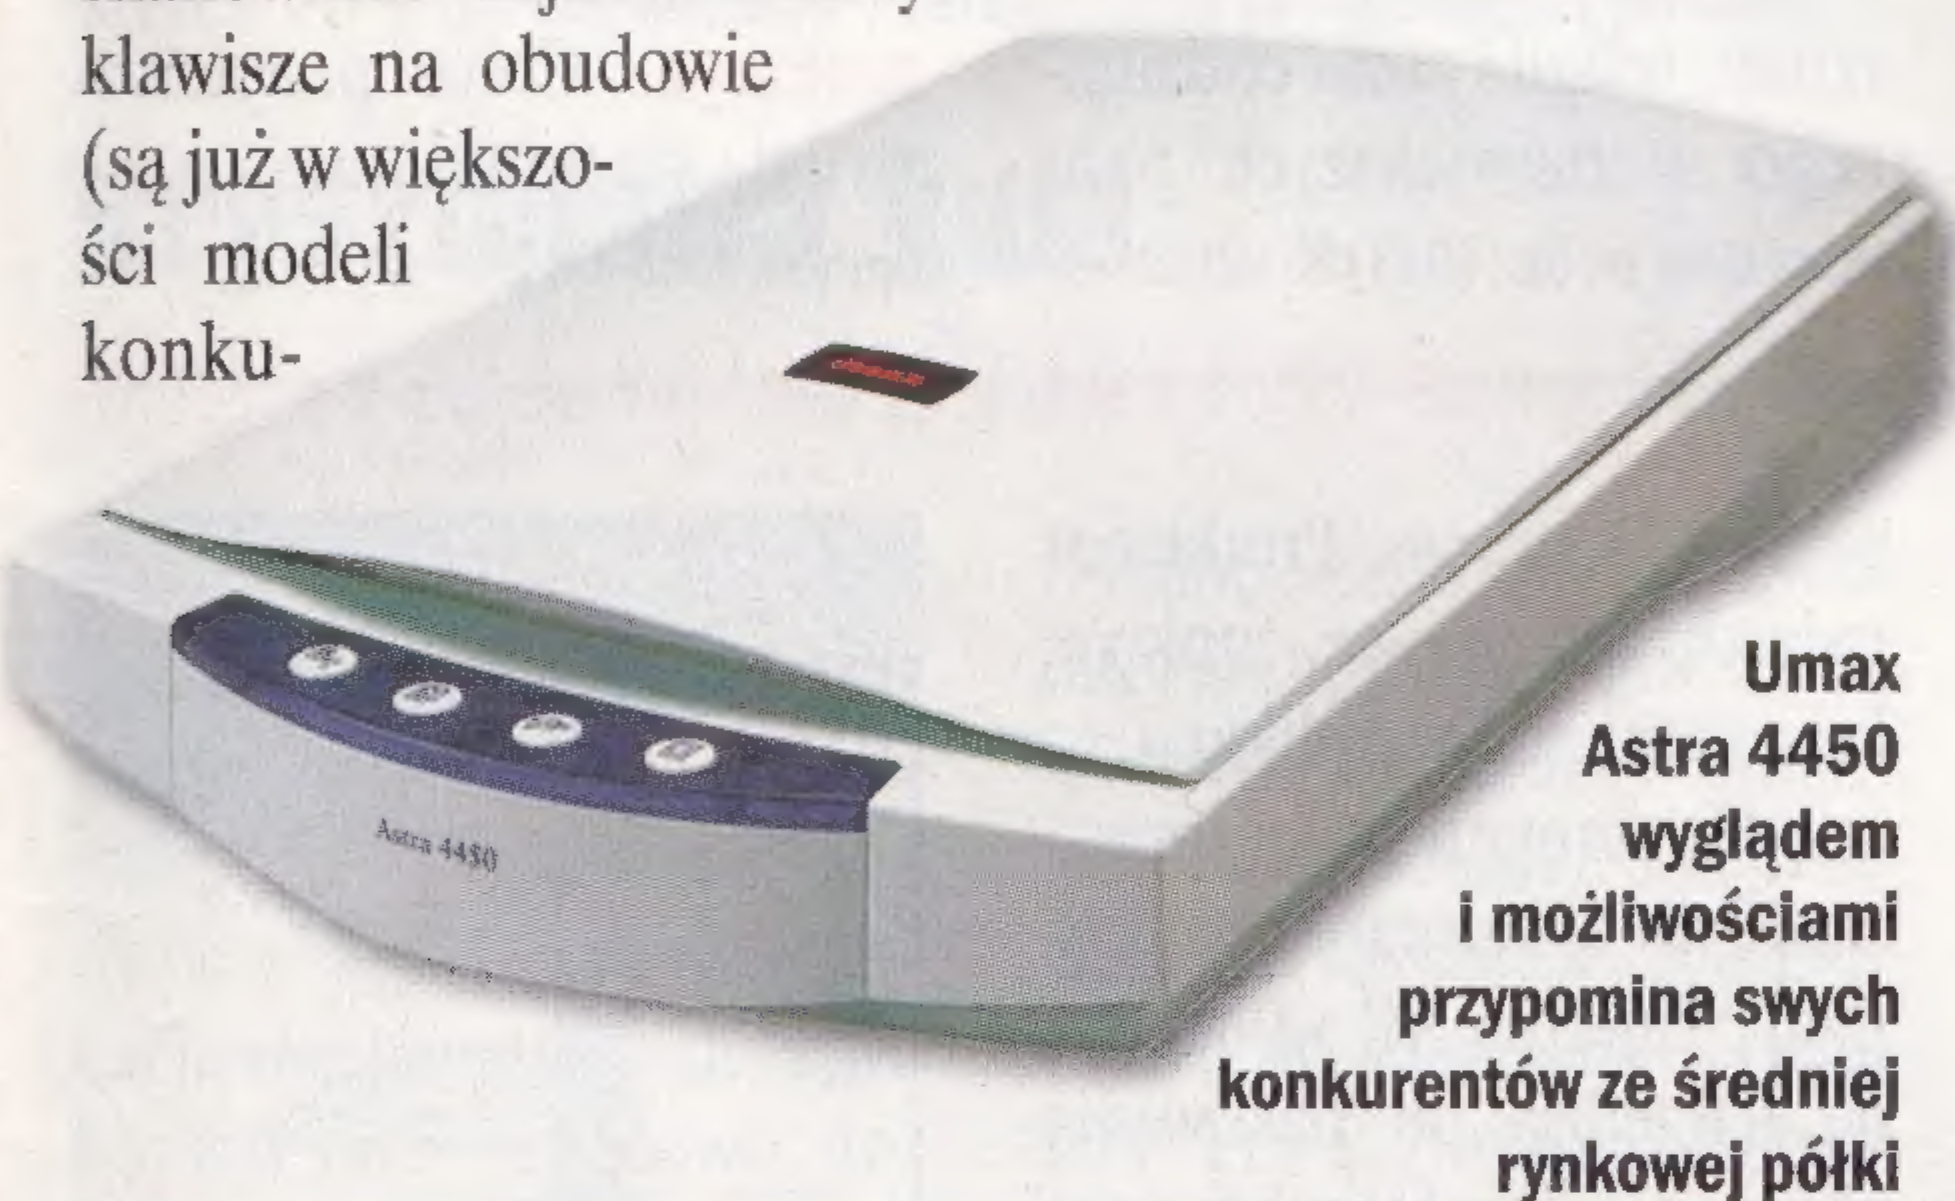 klawisze na obudowie
(są już w większo-
ści modeli
konku-
Astra 4450
Umax
Astra 4450
wyglądem
i możliwościami
przypomina swych
konkurentów ze średniej
rynkowej półki